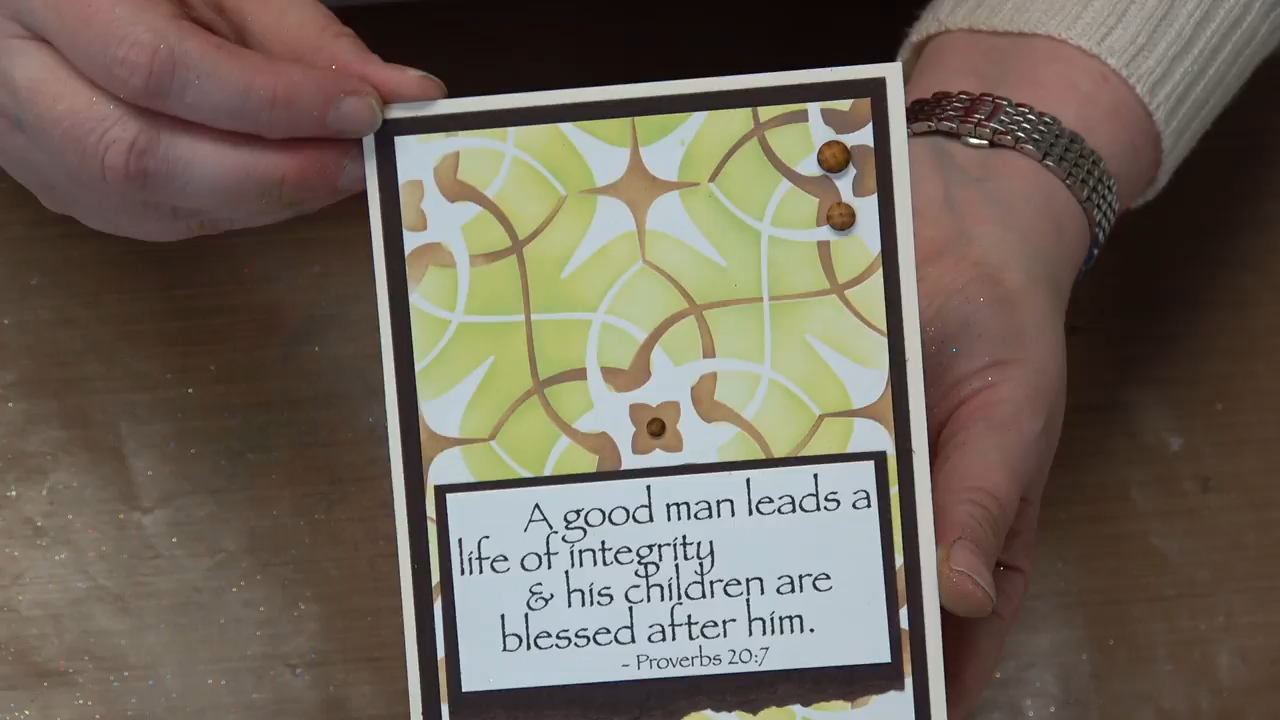 A good man leads a
life of integrity
& his children are
blessed after him.
- Proverbs 20:7